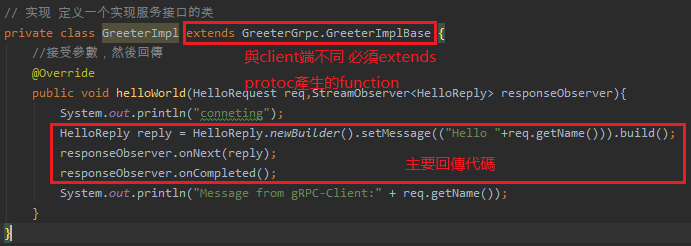 // 实现 定义一个实现服务接口的类
private class GreeterImpl extends GreeterGrpc.GreeterImplBase {
//接受參數，然後回傳
與client端不同 必須extends
@Override
protoc產生的function
public void helloWorld(HelloRequest req,StreamObserver<HelloReply> responseObserver){
System.out.println("conneting");
HelloReply reply = HelloReply.newBuilder().setMessage(("Hello "+req.getName())).build();
responseObserver.onNext(reply);
主要回傳代碼
responseObserver.onCompleted();
System.out.println("Message from gRPC-Client:" + req.getName());
}
}